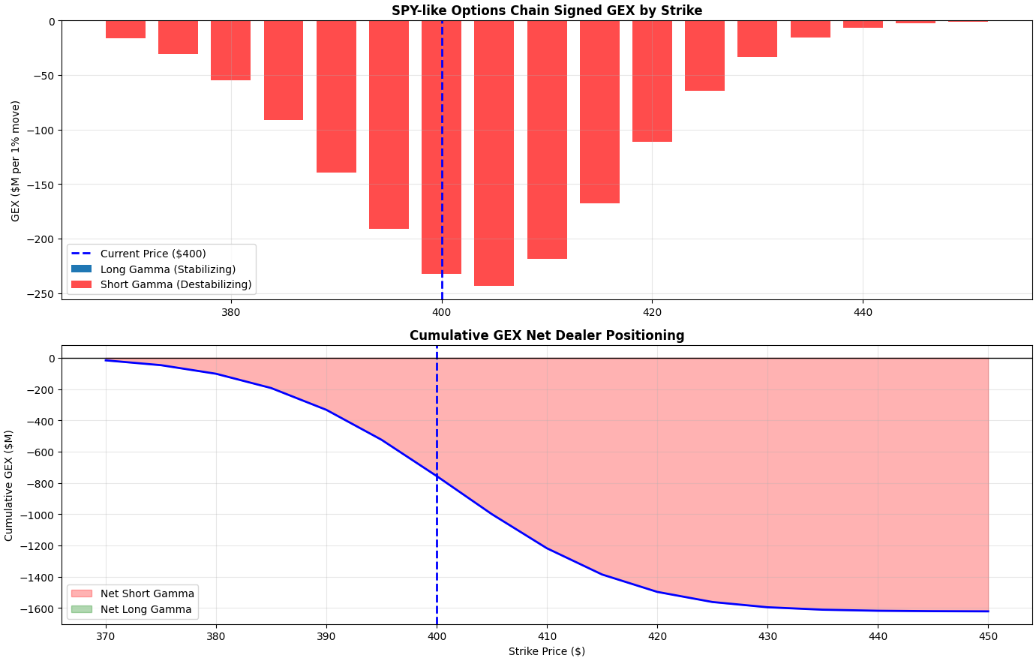 SPY-like Options Chain Signed GEX by Strike
GEX ($M per 1% move)
0
−50
−100
−150
−200
−250
Current Price ($400)
Long Gamma (Stabilizing)
Short Gamma (Destabilizing)
380 400 420 440
Cumulative GEX Net Dealer Positioning
Cumulative GEX ($M)
0
−200
−400
−600
−800
−1000
−1200
−1400
−1600
Net Short Gamma
Net Long Gamma
370 380 390 400 410 420 430 440 450
Strike Price ($)